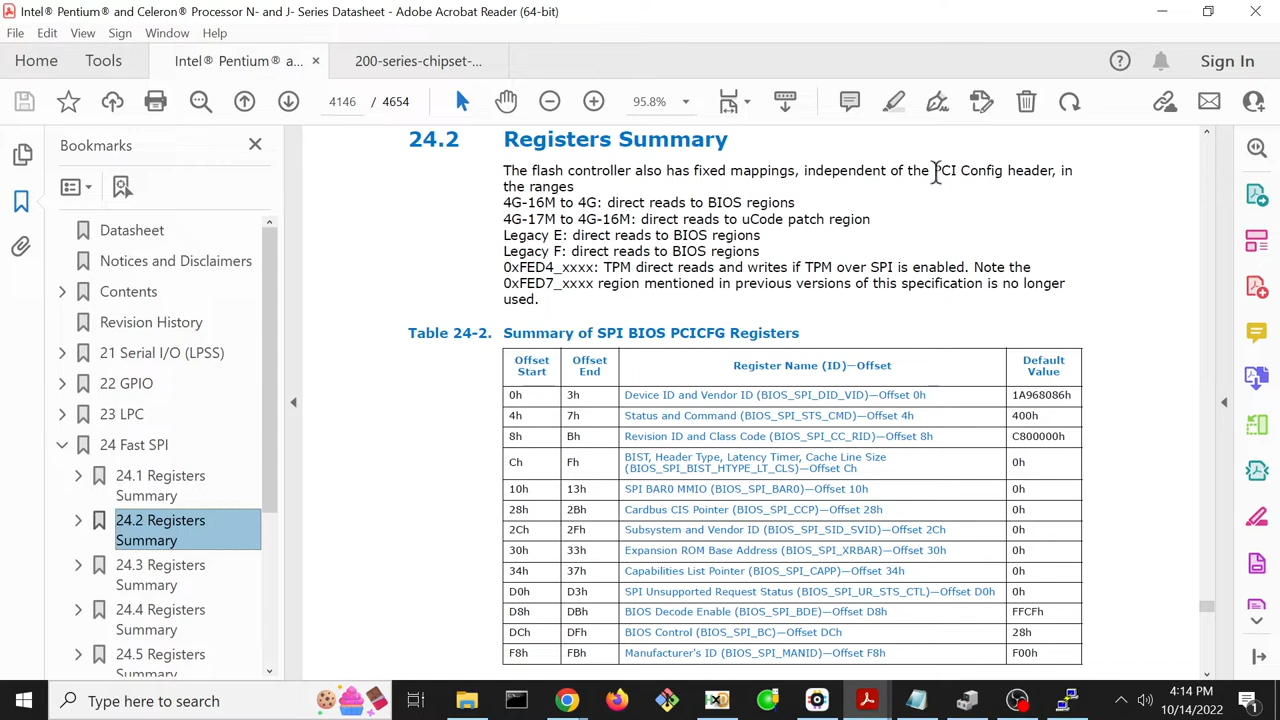 Intel® Pentium® and Celeron® Processor N- and J- Series Datasheet - Adobe Acrobat Reader (64-bit)
File Edit View Sign Window Help
Home Tools Intel® Pentium® a... × 200-series-chipset-... Sign In
4146 / 4654 95.8%
Bookmarks
Datasheet
Notices and Disclaimers
Contents
Revision History
21 Serial I/O (LPSS)
22 GPIO
23 LPC
24 Fast SPI
24.1 Registers
Summary
24.2 Registers
Summary
24.3 Registers
Summary
24.4 Registers
Summary
24.5 Registers
Summary
24.2 Registers Summary
The flash controller also has fixed mappings, independent of the PCI Config header, in
the ranges
4G-16M to 4G: direct reads to BIOS regions
4G-17M to 4G-16M: direct reads to uCode patch region
Legacy E: direct reads to BIOS regions
Legacy F: direct reads to BIOS regions
0xFED4_xxxx: TPM direct reads and writes if TPM over SPI is enabled. Note the
0xFED7_xxxx region mentioned in previous versions of this specification is no longer
used.
Table 24-2. Summary of SPI BIOS PCICFG Registers
Offset Start Offset End Register Name (ID)—Offset Default Value
0h 3h Device ID and Vendor ID (BIOS_SPI_DID_VID)—Offset 0h 1A968086h
4h 7h Status and Command (BIOS_SPI_STS_CMD)—Offset 4h 400h
8h Bh Revision ID and Class Code (BIOS_SPI_CC_RID)—Offset 8h C800000h
Ch Fh BIST, Header Type, Latency Timer, Cache Line Size
(BIOS_SPI_BIST_HTYPE_LT_CLS)—Offset Ch 0h
10h 13h SPI BAR0 MMIO (BIOS_SPI_BAR0)—Offset 10h 0h
28h 2Bh Cardbus CIS Pointer (BIOS_SPI_CCP)—Offset 28h 0h
2Ch 2Fh Subsystem and Vendor ID (BIOS_SPI_SID_SVID)—Offset 2Ch 0h
30h 33h Expansion ROM Base Address (BIOS_SPI_XRBAR)—Offset 30h 0h
34h 37h Capabilities List Pointer (BIOS_SPI_CAPP)—Offset 34h 0h
D0h D3h SPI Unsupported Request Status (BIOS_SPI_UR_STS_CTL)—Offset D0h 0h
D8h DBh BIOS Decode Enable (BIOS_SPI_BDE)—Offset D8h FFCFh
DCh DFh BIOS Control (BIOS_SPI_BC)—Offset DCh 28h
F8h FBh Manufacturer's ID (BIOS_SPI_MANID)—Offset F8h F00h
Type here to search
4:14 PM
10/14/2022
1